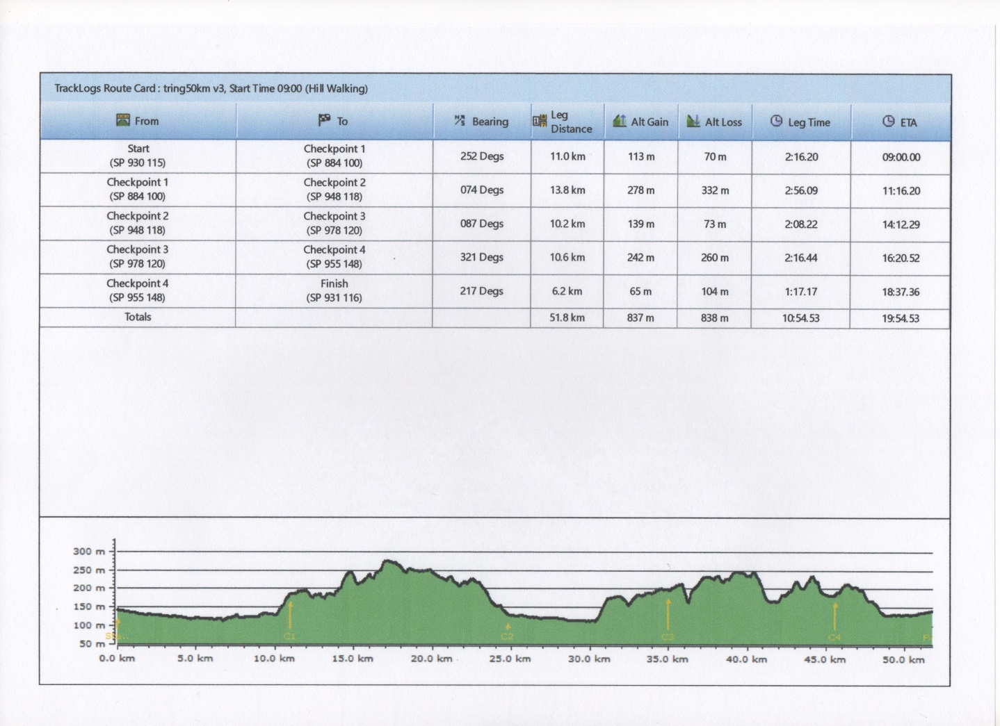 TrackLogs Route Card : tring50km v3, Start Time 09:00 (Hill Walking)
From To Bearing Leg Distance Alt Gain Alt Loss Leg Time ETA
Start (SP 930 115) Checkpoint 1 (SP 884 100) 252 Degs 11.0 km 113 m 70 m 2:16.20 09:00.00
Checkpoint 1 (SP 884 100) Checkpoint 2 (SP 948 118) 074 Degs 13.8 km 278 m 332 m 2:56.09 11:16.20
Checkpoint 2 (SP 948 118) Checkpoint 3 (SP 978 120) 087 Degs 10.2 km 139 m 73 m 2:08.22 14:12.29
Checkpoint 3 (SP 978 120) Checkpoint 4 (SP 955 148) 321 Degs 10.6 km 242 m 260 m 2:16.44 16:20.52
Checkpoint 4 (SP 955 148) Finish (SP 931 116) 217 Degs 6.2 km 65 m 104 m 1:17.17 18:37.36
Totals 51.8 km 837 m 838 m 10:54.53 19:54.53
300 m
250 m
200 m
150 m
100 m
50 m
C1 C2 C3 C4
0.0 km 5.0 km 10.0 km 15.0 km 20.0 km 25.0 km 30.0 km 35.0 km 40.0 km 45.0 km 50.0 km